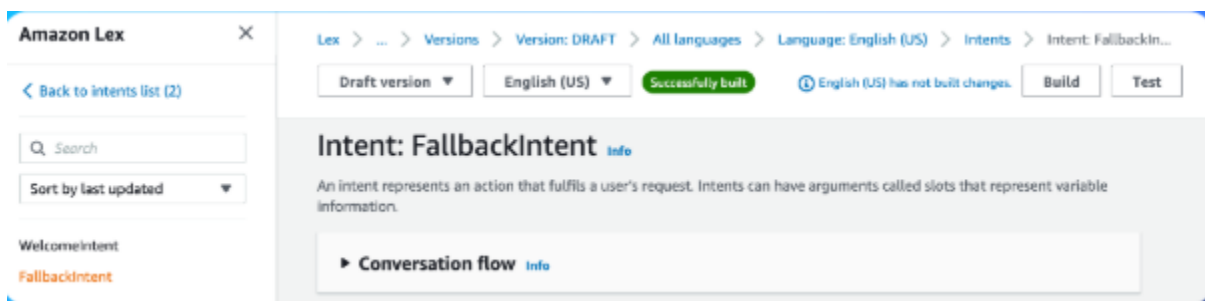 Amazon Lex
Back to intents list (2)
Search
Sort by last updated
WelcomeIntent
FallbackIntent
Lex > ... > Versions > Version: DRAFT > All languages > Language: English (US) > Intents > Intent: FallbackIn...
Draft version English (US) Successfully built English (US) has not built changes. Build Test
Intent: FallbackIntent Info
An intent represents an action that fulfils a user's request. Intents can have arguments called slots that represent variable
information.
Conversation flow Info